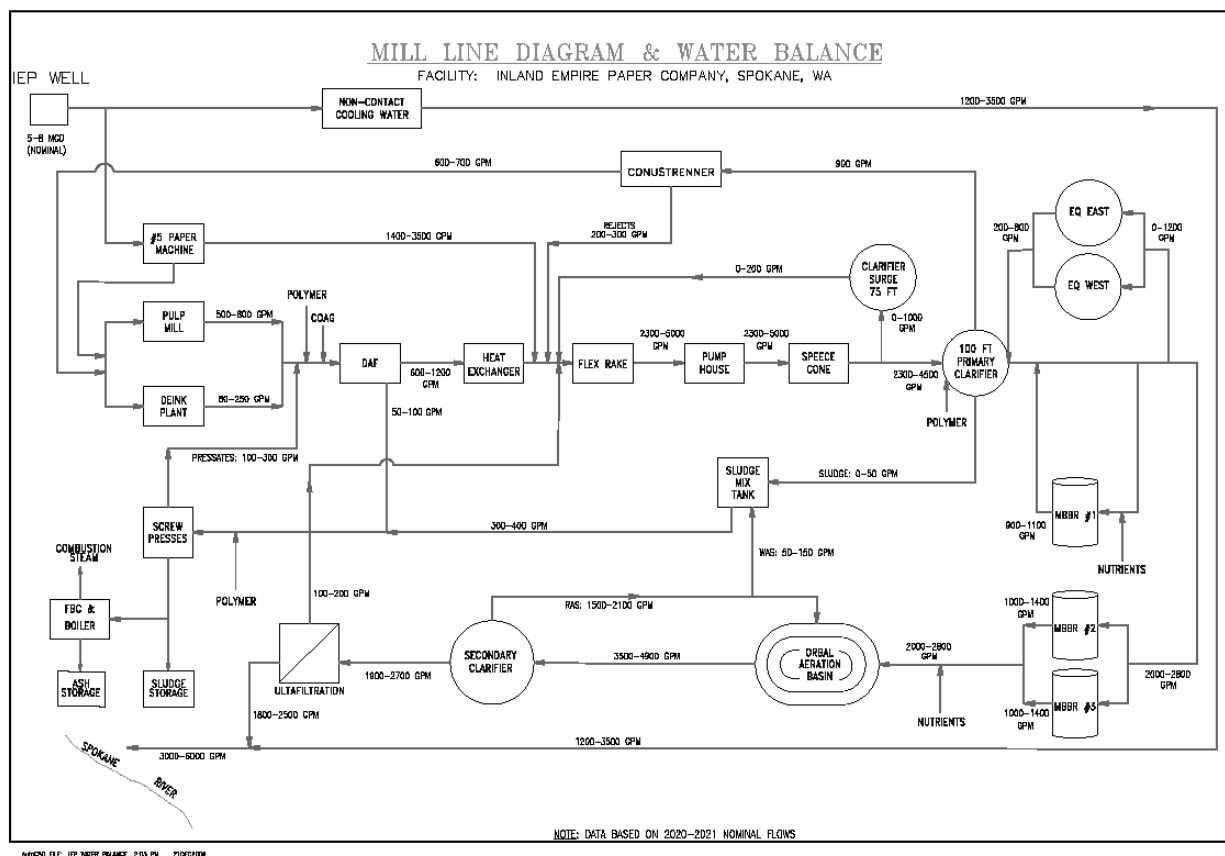 MILL LINE DIAGRAM & WATER BALANCE
FACILITY: INLAND EMPIRE PAPER COMPANY, SPOKANE, WA
IEP WELL
5-8 MGD
(NOMINAL)
NON-CONTACT
COOLING WATER
1200-3500 GPM
600-700 GPM
CONUSTRENNER
900 GPM
REJECTS
200-300 GPM
EQ EAST
200-800
GPM
0-1200
GPM
EQ WEST
#5 PAPER
MACHINE
1400-3500 GPM
0-200 GPM
CLARIFIER
SURGE
75 FT
0-1000
GPM
POLYMER
COAG
PULP
MILL
500-800 GPM
DAF
600-1200
GPM
HEAT
EXCHANGER
FLEX RAKE
2300-5000
GPM
PUMP
HOUSE
2300-5000
GPM
SPEECE
CONE
2300-4500
GPM
100 FT
PRIMARY
CLARIFIER
POLYMER
DEINK
PLANT
80-250 GPM
50-100 GPM
PRESSATES: 100-300 GPM
SLUDGE
MIX
TANK
SLUDGE: 0-50 GPM
SCREW
PRESSES
300-400 GPM
WAS: 50-150 GPM
MBBR #1
900-1100
GPM
NUTRIENTS
COMBUSTION
STEAM
POLYMER
100-200 GPM
FBC &
BOILER
RAS: 1500-2100 GPM
1000-1400
GPM
MBBR #2
ULTAFILTRATION
1900-2700 GPM
SECONDARY
CLARIFIER
3500-4900 GPM
ORBAL
AERATION
BASIN
2000-2800
GPM
2000-2800
GPM
MBBR #3
1000-1400
GPM
NUTRIENTS
ASH
STORAGE
SLUDGE
STORAGE
1800-2500 GPM
1200-3500 GPM
3000-6000 GPM
SPOKANE
RIVER
NOTE: DATA BASED ON 2020-2021 NOMINAL FLOWS